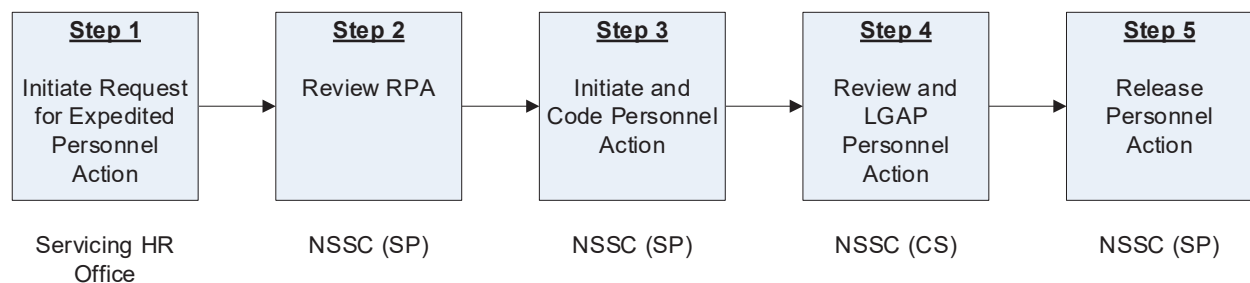 Step 1
Initiate Request
for Expedited
Personnel
Action
Servicing HR
Office
Step 2
Review RPA
NSSC (SP)
Step 3
Initiate and
Code Personnel
Action
NSSC (SP)
Step 4
Review and
LGAP
Personnel
Action
NSSC (CS)
Step 5
Release
Personnel
Action
NSSC (SP)